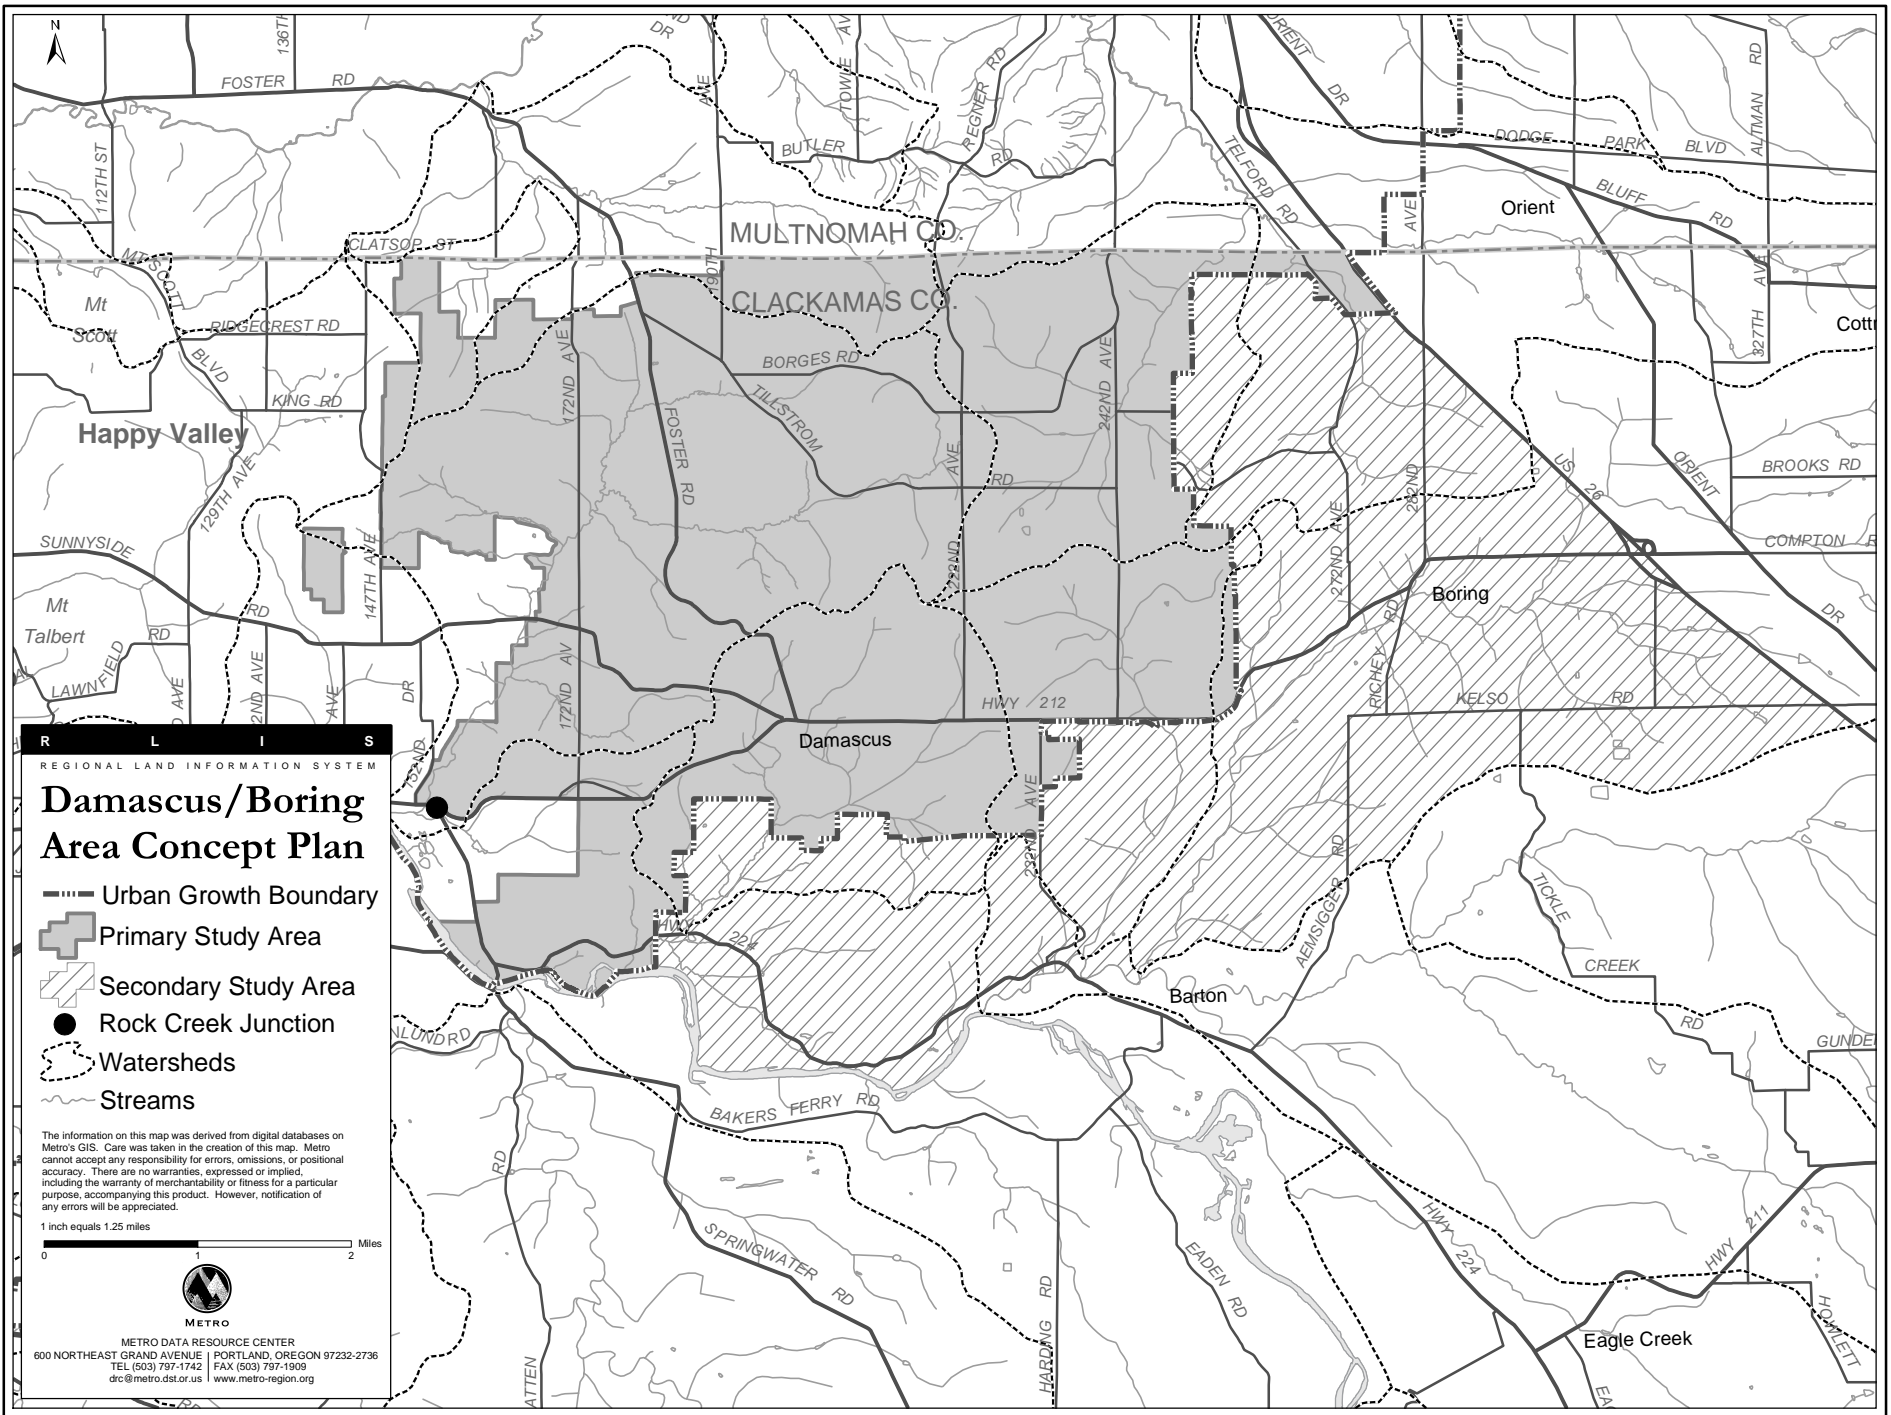 N
136TH
DR
AVE
TOWLE
AV
REGNER
RD
ORIENT
DR
ALTMAN
RD
FOSTER
RD
BUTLER
RD
DODGE
PARK
BLVD
112TH ST
TELFORD
RD
BLUFF
RD
AVE
Orient
MULTNOMAH CO.
CLATSOP ST
MT SCOTT
BLVD
190TH
CLACKAMAS CO.
Mt
Scott
RIDGECREST RD
327TH
AVE
172ND AVE
BORGES RD
242ND AVE
KING RD
TILLSTROM
RD
FOSTER RD
Happy Valley
129TH AVE
222ND
AVE
US
26
ORIENT
DR
BROOKS RD
282ND
272ND AVE
SUNNYSIDE
RD
147TH AVE
COMPTON
Boring
Mt
Talbert
RD
LAWNFIELD
AVE
DR
172ND AV
RICHEY
RD
HWY 212
KELSO
RD
Damascus
152ND
232ND
AVE
HWY
224
AEMSIGGER RD
TICKLE
CREEK
RD
Barton
BAKERS FERRY RD
SPRINGWATER
RD
RD
HARDING RD
EADEN RD
HWY 224
HWY 211
HOWLETT
Eagle Creek
R L I S
REGIONAL LAND INFORMATION SYSTEM
Damascus/Boring
Area Concept Plan
Urban Growth Boundary
Primary Study Area
Secondary Study Area
Rock Creek Junction
Watersheds
Streams
The information on this map was derived from digital databases on
Metro's GIS. Care was taken in the creation of this map. Metro
cannot accept any responsibility for errors, omissions, or positional
accuracy. There are no warranties, expressed or implied,
including the warranty of merchantability or fitness for a particular
purpose, accompanying this product. However, notification of
any errors will be appreciated.
1 inch equals 1.25 miles
Miles
0 1 2
METRO
METRO DATA RESOURCE CENTER
600 NORTHEAST GRAND AVENUE | PORTLAND, OREGON 97232-2736
TEL (503) 797-1742 | FAX (503) 797-1909
drc@metro.dst.or.us | www.metro-region.org